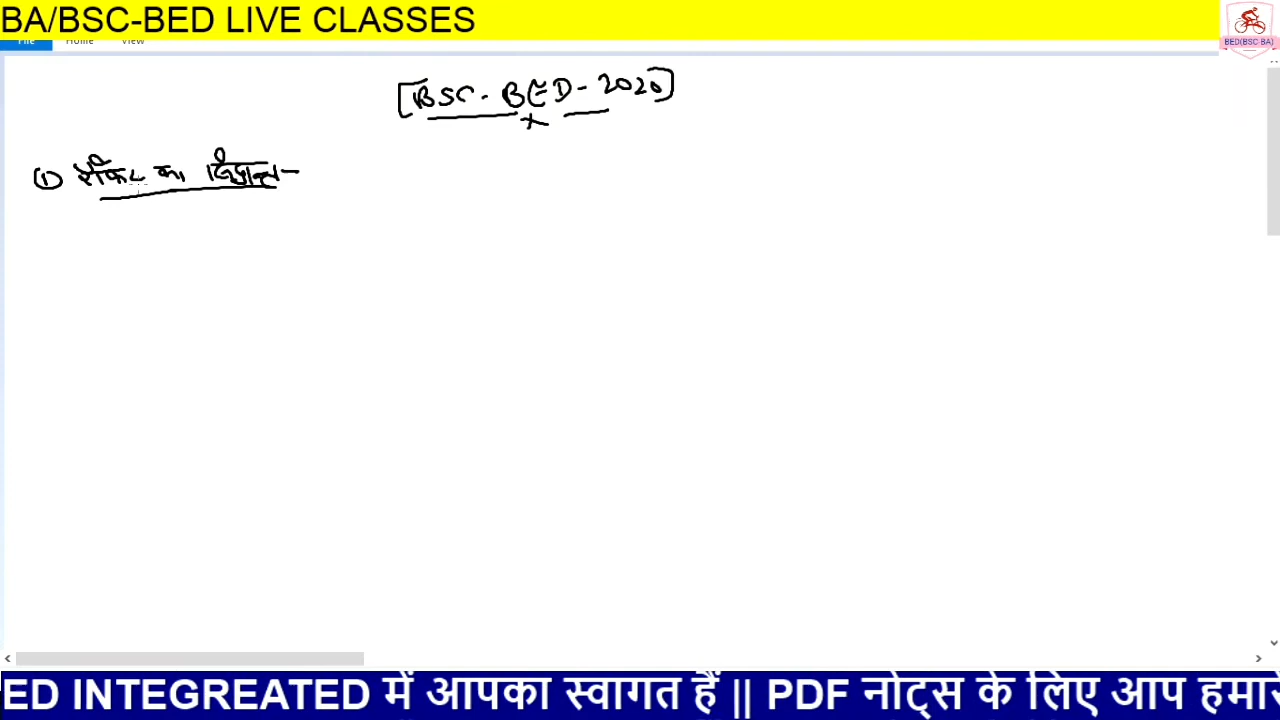 BA/BSC-BED LIVE CLASSES
File Home View
BED(BSC-BA)
[BSC - BED - 2020]
① रॉकेट का सिद्धान्त -
ED INTEGREATED में आपका स्वागत हैं || PDF नोट्स के लिए आप हमारे